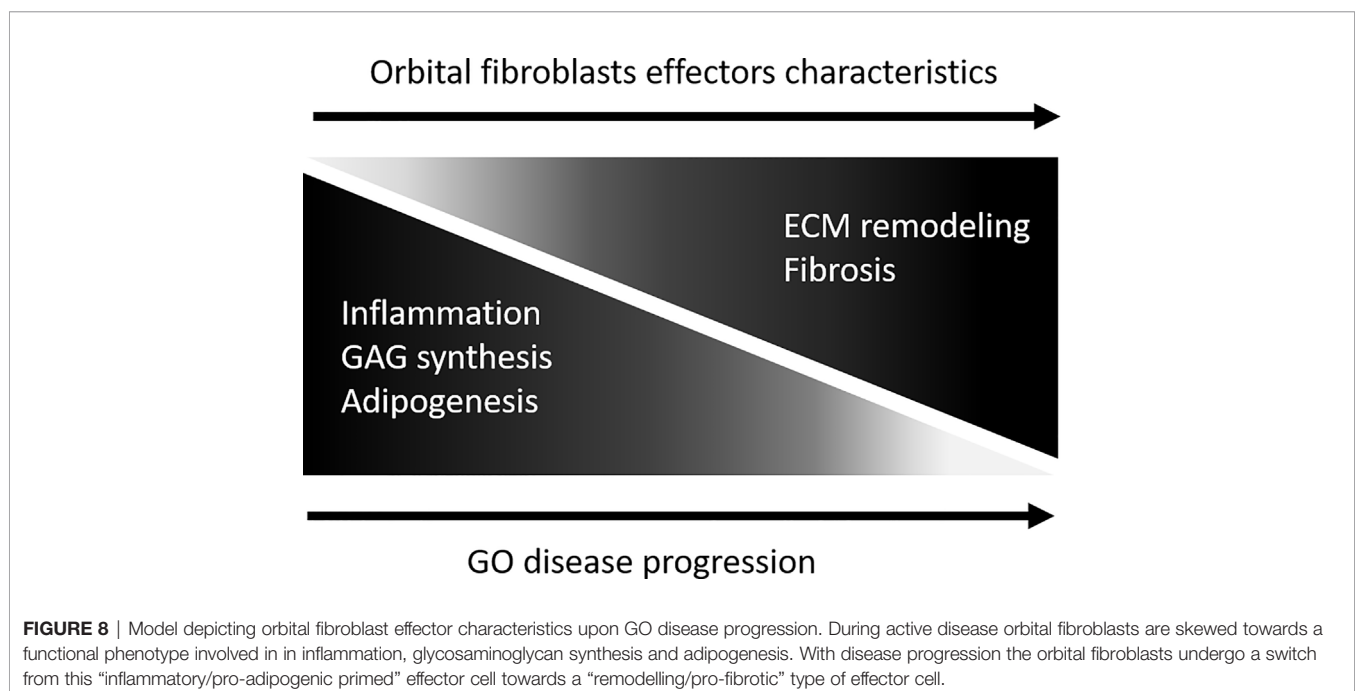 Orbital fibroblasts effectors characteristics
ECM remodeling
Fibrosis
Inflammation
GAG synthesis
Adipogenesis
GO disease progression
FIGURE 8 | Model depicting orbital fibroblast effector characteristics upon GO disease progression. During active disease orbital fibroblasts are skewed towards a
functional phenotype involved in in inflammation, glycosaminoglycan synthesis and adipogenesis. With disease progression the orbital fibroblasts undergo a switch
from this “inflammatory/pro-adipogenic primed” effector cell towards a “remodelling/pro-fibrotic” type of effector cell.